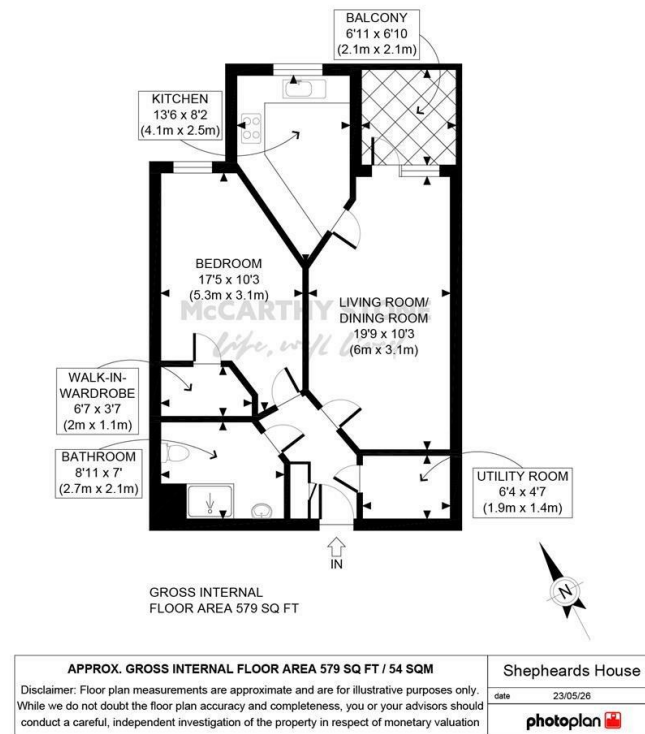 BALCONY
6'11 x 6'10
(2.1m x 2.1m)
KITCHEN
13'6 x 8'2
(4.1m x 2.5m)
BEDROOM
17'5 x 10'3
(5.3m x 3.1m)
McCARTHY STONE
life, well lived
LIVING ROOM/
DINING ROOM
19'9 x 10'3
(6m x 3.1m)
WALK-IN-
WARDROBE
6'7 x 3'7
(2m x 1.1m)
BATHROOM
8'11 x 7'
(2.7m x 2.1m)
UTILITY ROOM
6'4 x 4'7
(1.9m x 1.4m)
IN
N
GROSS INTERNAL
FLOOR AREA 579 SQ FT
APPROX. GROSS INTERNAL FLOOR AREA 579 SQ FT / 54 SQM
Disclaimer: Floor plan measurements are approximate and are for illustrative purposes only.
While we do not doubt the floor plan accuracy and completeness, you or your advisors should
conduct a careful, independent investigation of the property in respect of monetary valuation
Shepheards House
date 23/05/26
photoplan